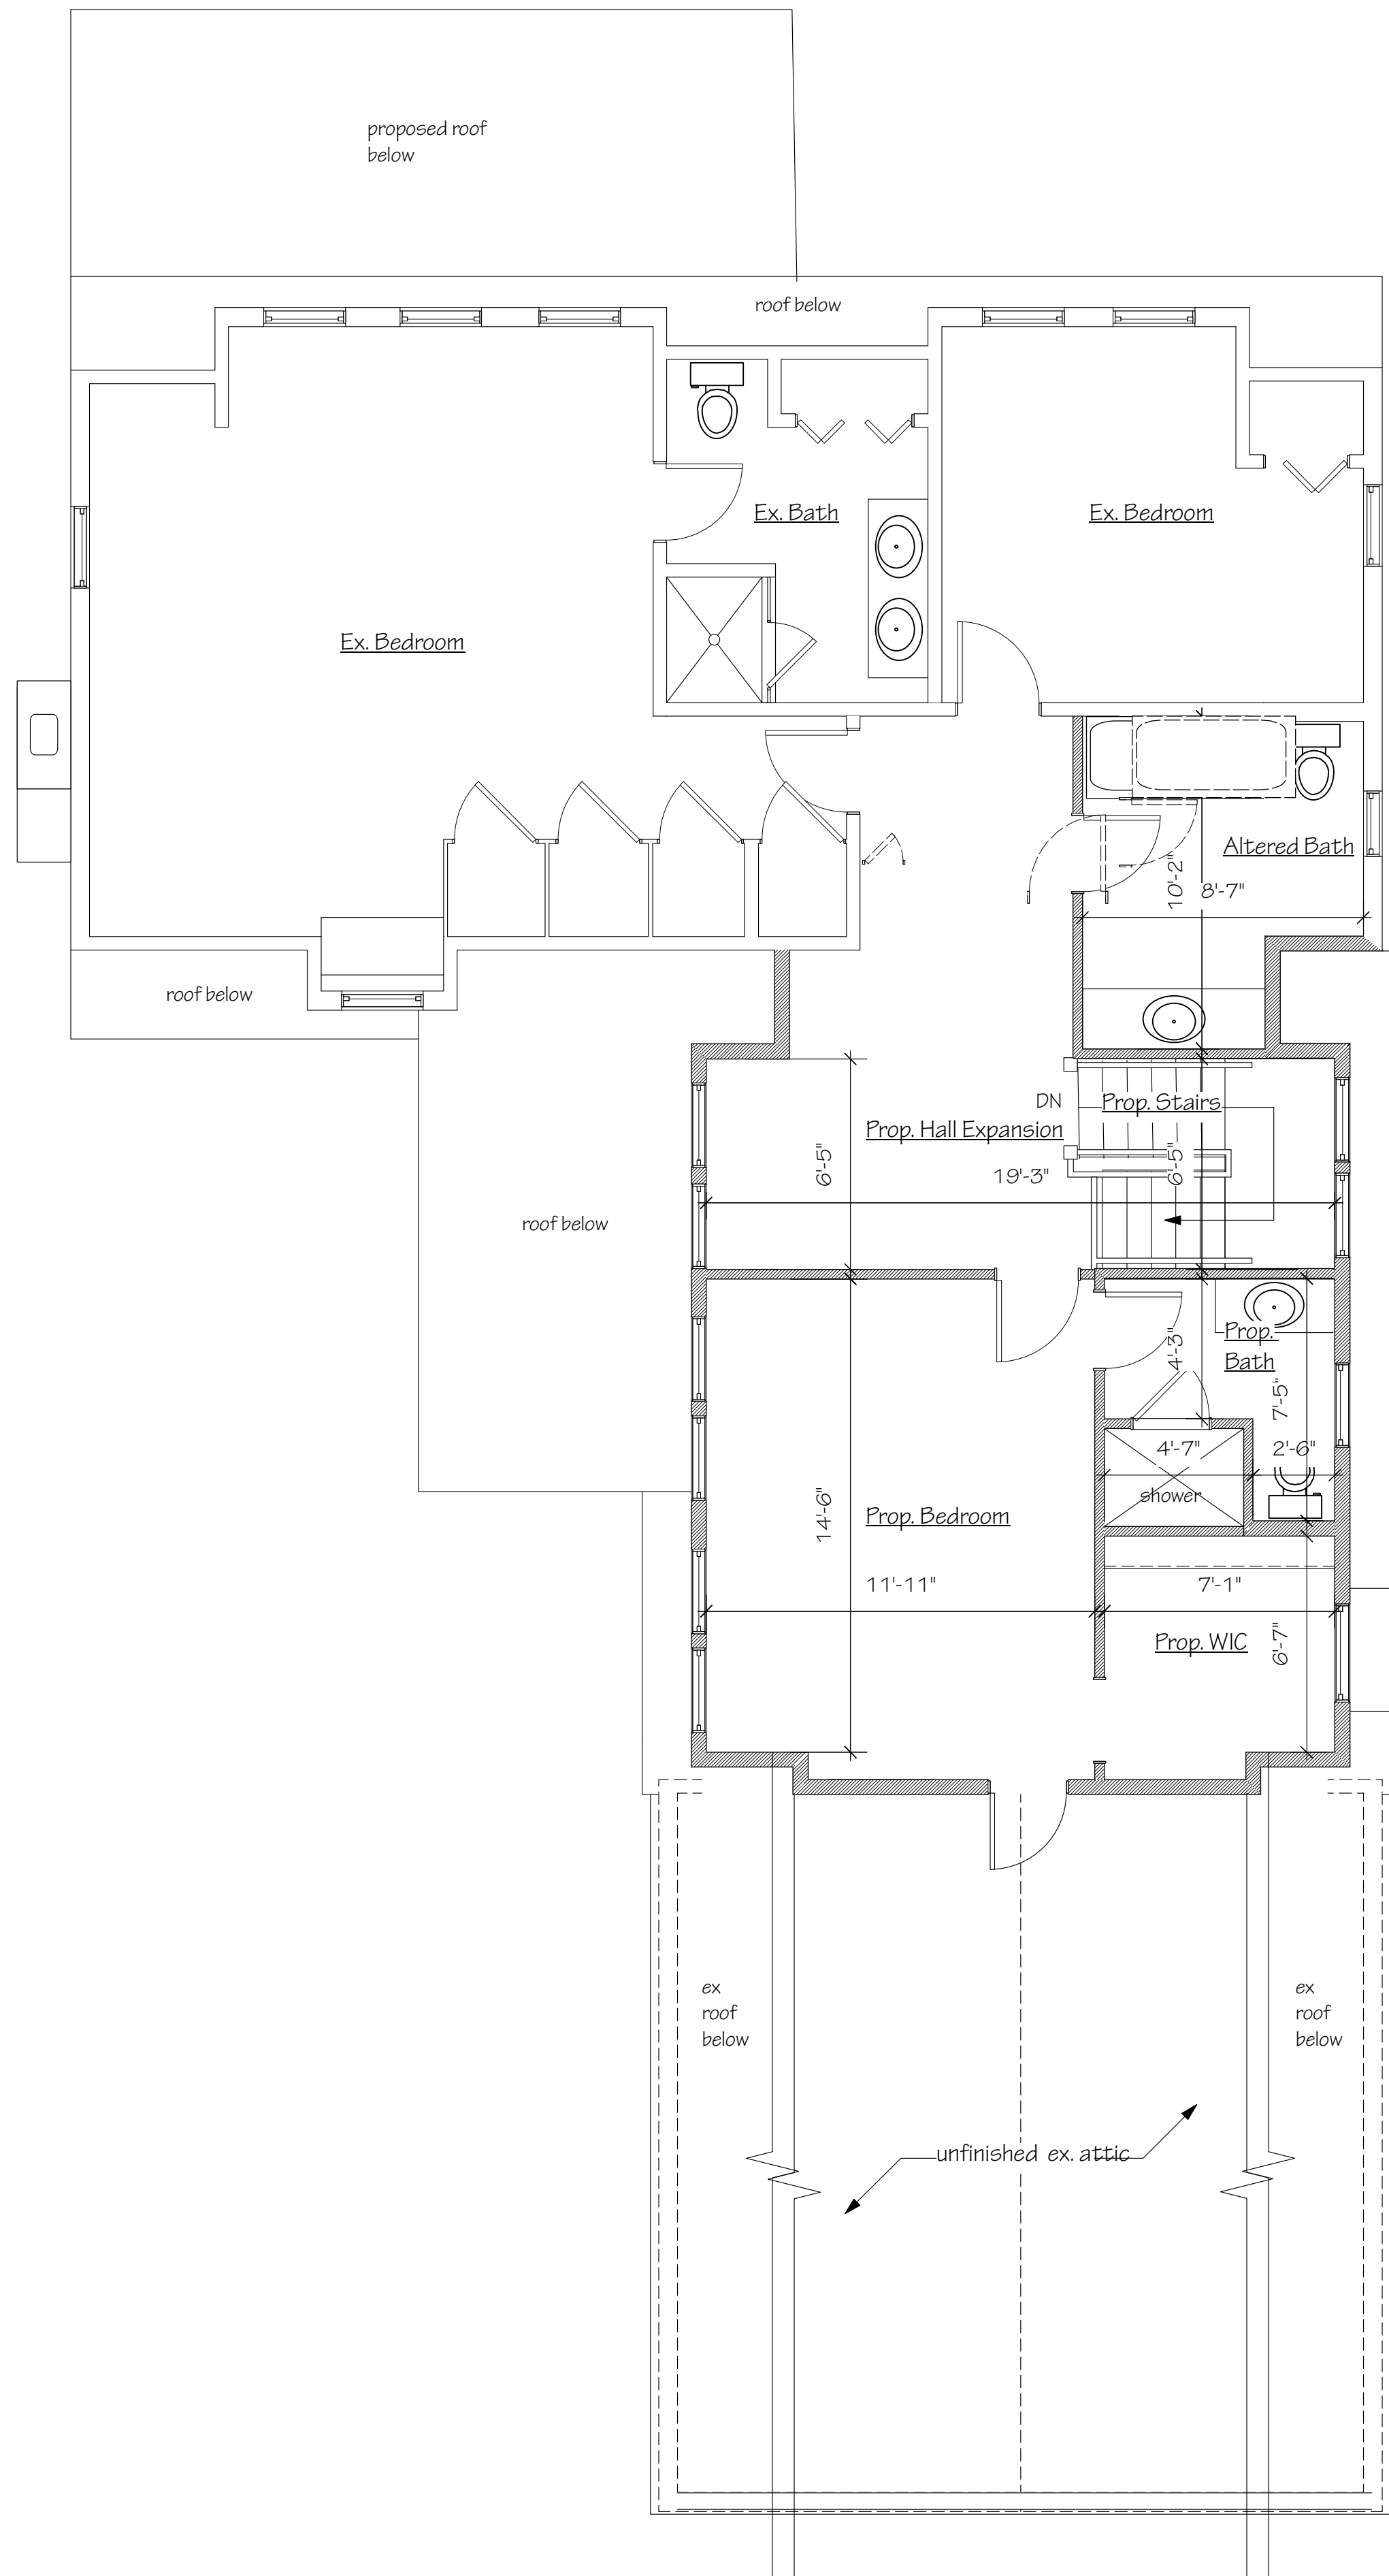 proposed roof
below
roof below
Ex. Bath
Ex. Bedroom
Ex. Bedroom
Altered Bath
10'-2"
8'-7"
roof below
DN
Prop. Stairs
Prop. Hall Expansion
6'-5"
6'-5"
19'-3"
roof below
Prop.
Bath
4'-3"
7'-5"
4'-7"
2'-6"
shower
14'-6"
Prop. Bedroom
11'-11"
7'-1"
Prop. WIC
6'-7"
ex
roof
below
ex
roof
below
unfinished ex. attic